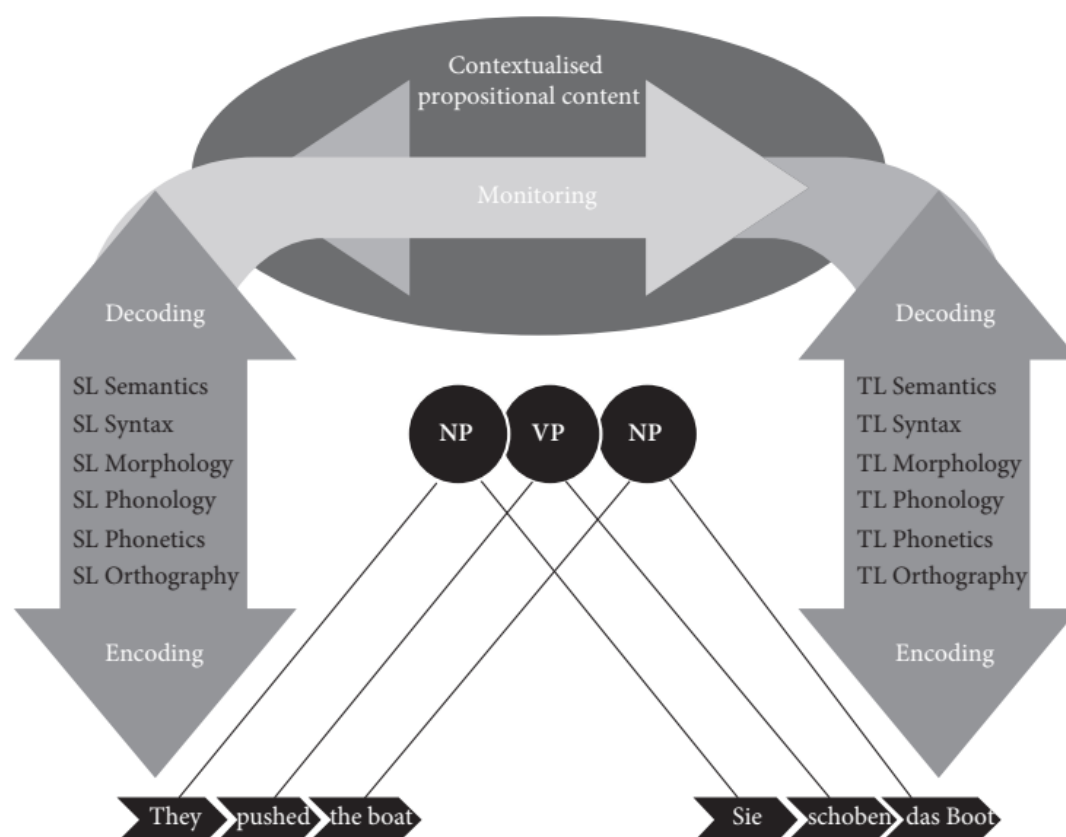 Contextualised
propositional content
Monitoring
Decoding
SL Semantics
SL Syntax
SL Morphology
SL Phonology
SL Phonetics
SL Orthography
Encoding
NP VP NP
Decoding
TL Semantics
TL Syntax
TL Morphology
TL Phonology
TL Phonetics
TL Orthography
Encoding
They pushed the boat
Sie schoben das Boot